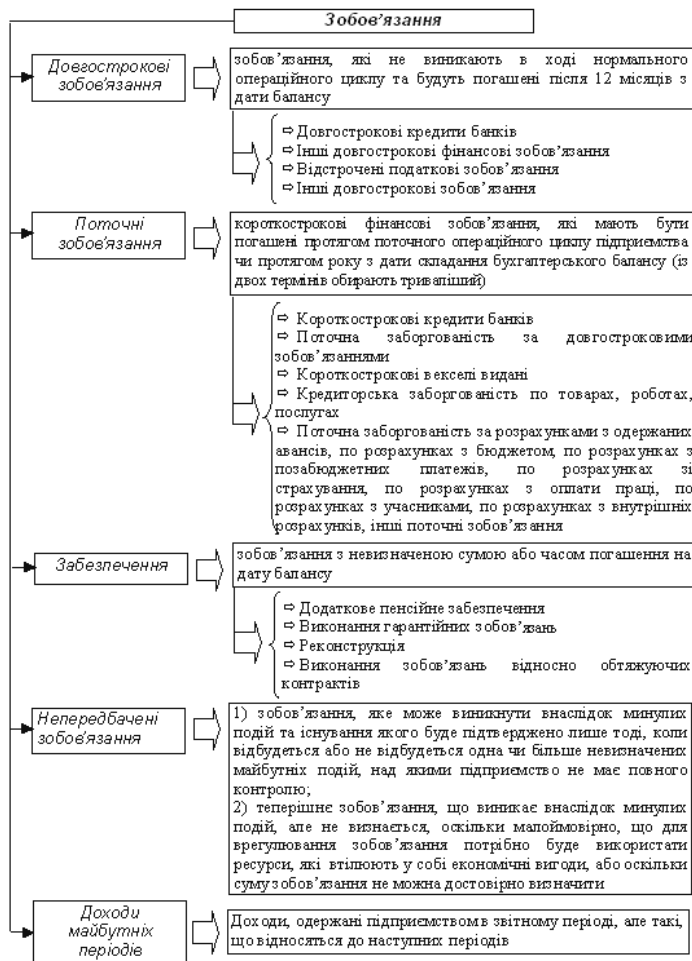 Зобов’язання
Довгострокові
зобов'язання
зобов’язання, які не виникають в ході нормального
операційного циклу та будуть погашені після 12 місяців з
дати балансу
⇨ Довгострокові кредити банків
⇨ Інші довгострокові фінансові зобов’язання
⇨ Відстрочені податкові зобов’язання
⇨ Інші довгострокові зобов’язання
Поточні
зобов'язання
короткострокові фінансові зобов’язання, які мають бути
погашені протягом поточного операційного циклу підприємства
чи протягом року з дати складання бухгалтерського балансу (із
двох термінів обирають триваліший)
⇨ Короткострокові кредити банків
⇨ Поточна заборгованість за довгостроковими
зобов’язаннями
⇨ Короткострокові векселі видані
⇨ Кредиторська заборгованість по товарах, роботах,
послугах
⇨ Поточна заборгованість за розрахунками з одержаних
авансів, по розрахунках з бюджетом, по розрахунках з
позабюджетних платежів, по розрахунках зі
страхування, по розрахунках з оплати праці, по
розрахунках з учасниками, по розрахунках з внутрішніх
розрахунків, інші поточні зобов’язання
Забезпечення
зобов’язання з невизначеною сумою або часом погашення на
дату балансу
⇨ Додаткове пенсійне забезпечення
⇨ Виконання гарантійних зобов’язань
⇨ Реконструкція
⇨ Виконання зобов’язань відносно обтяжуючих
контрактів
Непередбачені
зобов'язання
1) зобов’язання, яке може виникнути внаслідок минулих
подій та існування якого буде підтверджено лише тоді, коли
відбудеться або не відбудеться одна чи більше невизначених
майбутніх подій, над якими підприємство не має повного
контролю;
2) теперішнє зобов’язання, що виникає внаслідок минулих
подій, але не визнається, оскільки малоймовірно, що для
врегулювання зобов’язання потрібно буде використати
ресурси, які втілюють у собі економічні вигоди, або оскільки
суму зобов’язання не можна достовірно визначити
Доходи
майбутніх
періодів
Доходи, одержані підприємством в звітному періоді, але такі,
що відносяться до наступних періодів